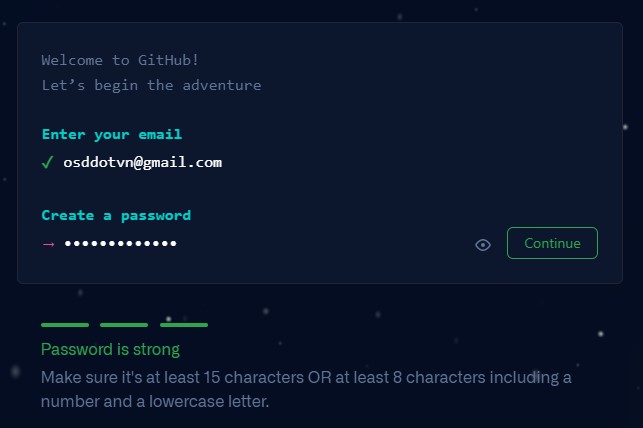 Welcome to GitHub!
Let's begin the adventure
Enter your email
✓ osddotvn@gmail.com
Create a password
→ •••••••••••••
Continue
Password is strong
Make sure it's at least 15 characters OR at least 8 characters including a
number and a lowercase letter.